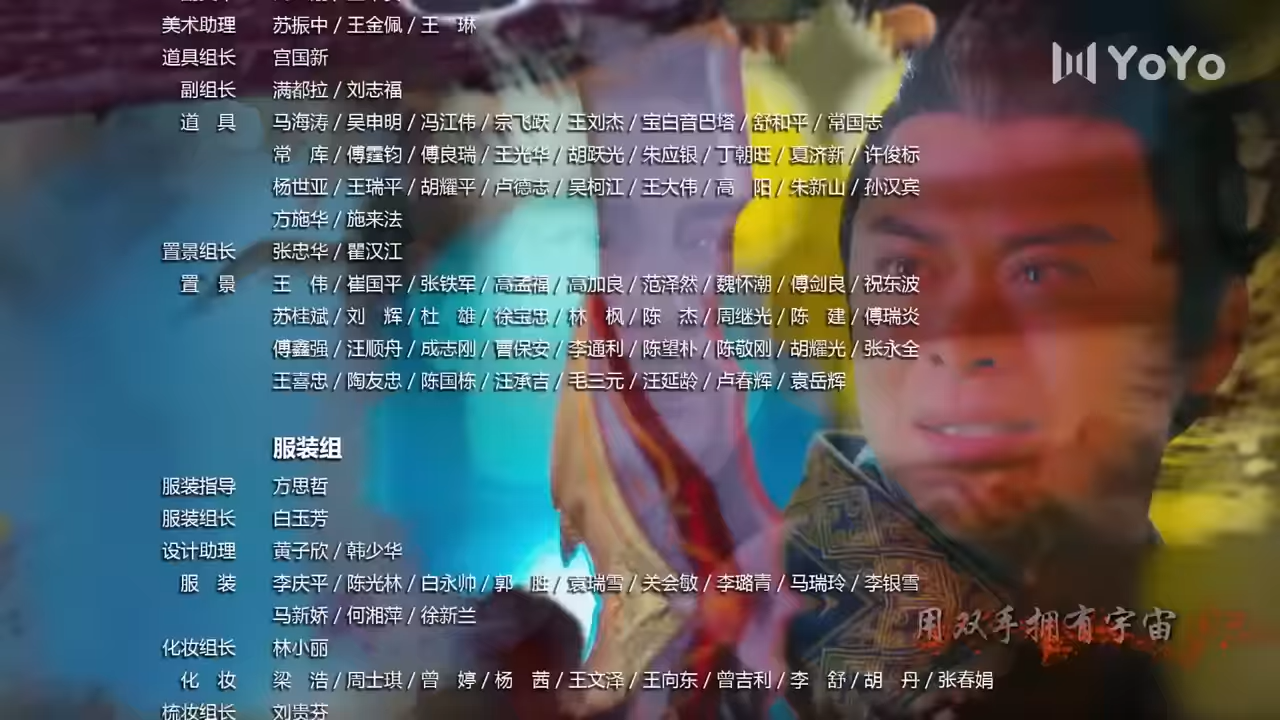 美术助理 苏振中 / 王金佩 / 王　琳
YoYo
道具组长 宫国新
副组长 满都拉 / 刘志福
道　具 马海涛 / 吴申明 / 冯江伟 / 宗飞跃 / 王刘杰 / 宝白音巴塔 / 舒和平 / 常国志
常　库 / 傅霆钧 / 傅良瑞 / 王光华 / 胡跃光 / 朱应银 / 丁朝旺 / 夏济新 / 许俊标
杨世亚 / 王瑞平 / 胡耀平 / 卢德志 / 吴柯江 / 王大伟 / 高　阳 / 朱新山 / 孙汉宾
方施华 / 施来法
置景组长 张忠华 / 瞿汉江
置　景 王　伟 / 崔国平 / 张铁军 / 高孟福 / 高加良 / 范泽然 / 魏怀潮 / 傅剑良 / 祝东波
苏桂斌 / 刘　辉 / 杜　雄 / 徐宝忠 / 林　枫 / 陈　杰 / 周继光 / 陈　建 / 傅瑞炎
傅鑫强 / 汪顺舟 / 成志刚 / 曹保安 / 李通利 / 陈望朴 / 陈敬刚 / 胡耀光 / 张永全
王喜忠 / 陶友忠 / 陈国栋 / 汪承吉 / 毛三元 / 汪延龄 / 卢春辉 / 袁岳辉
服装组
服装指导 方思哲
服装组长 白玉芳
设计助理 黄子欣 / 韩少华
服　装 李庆平 / 陈光林 / 白永帅 / 郭　胜 / 袁瑞雪 / 关会敏 / 李璐青 / 马瑞玲 / 李银雪
马新娇 / 何湘萍 / 徐新兰
用双手拥有宇宙
化妆组长 林小丽
化　妆 梁　浩 / 周士琪 / 曾　婷 / 杨　茜 / 王文泽 / 王向东 / 曾吉利 / 李　舒 / 胡　丹 / 张春娟
梳妆组长 刘贵芬